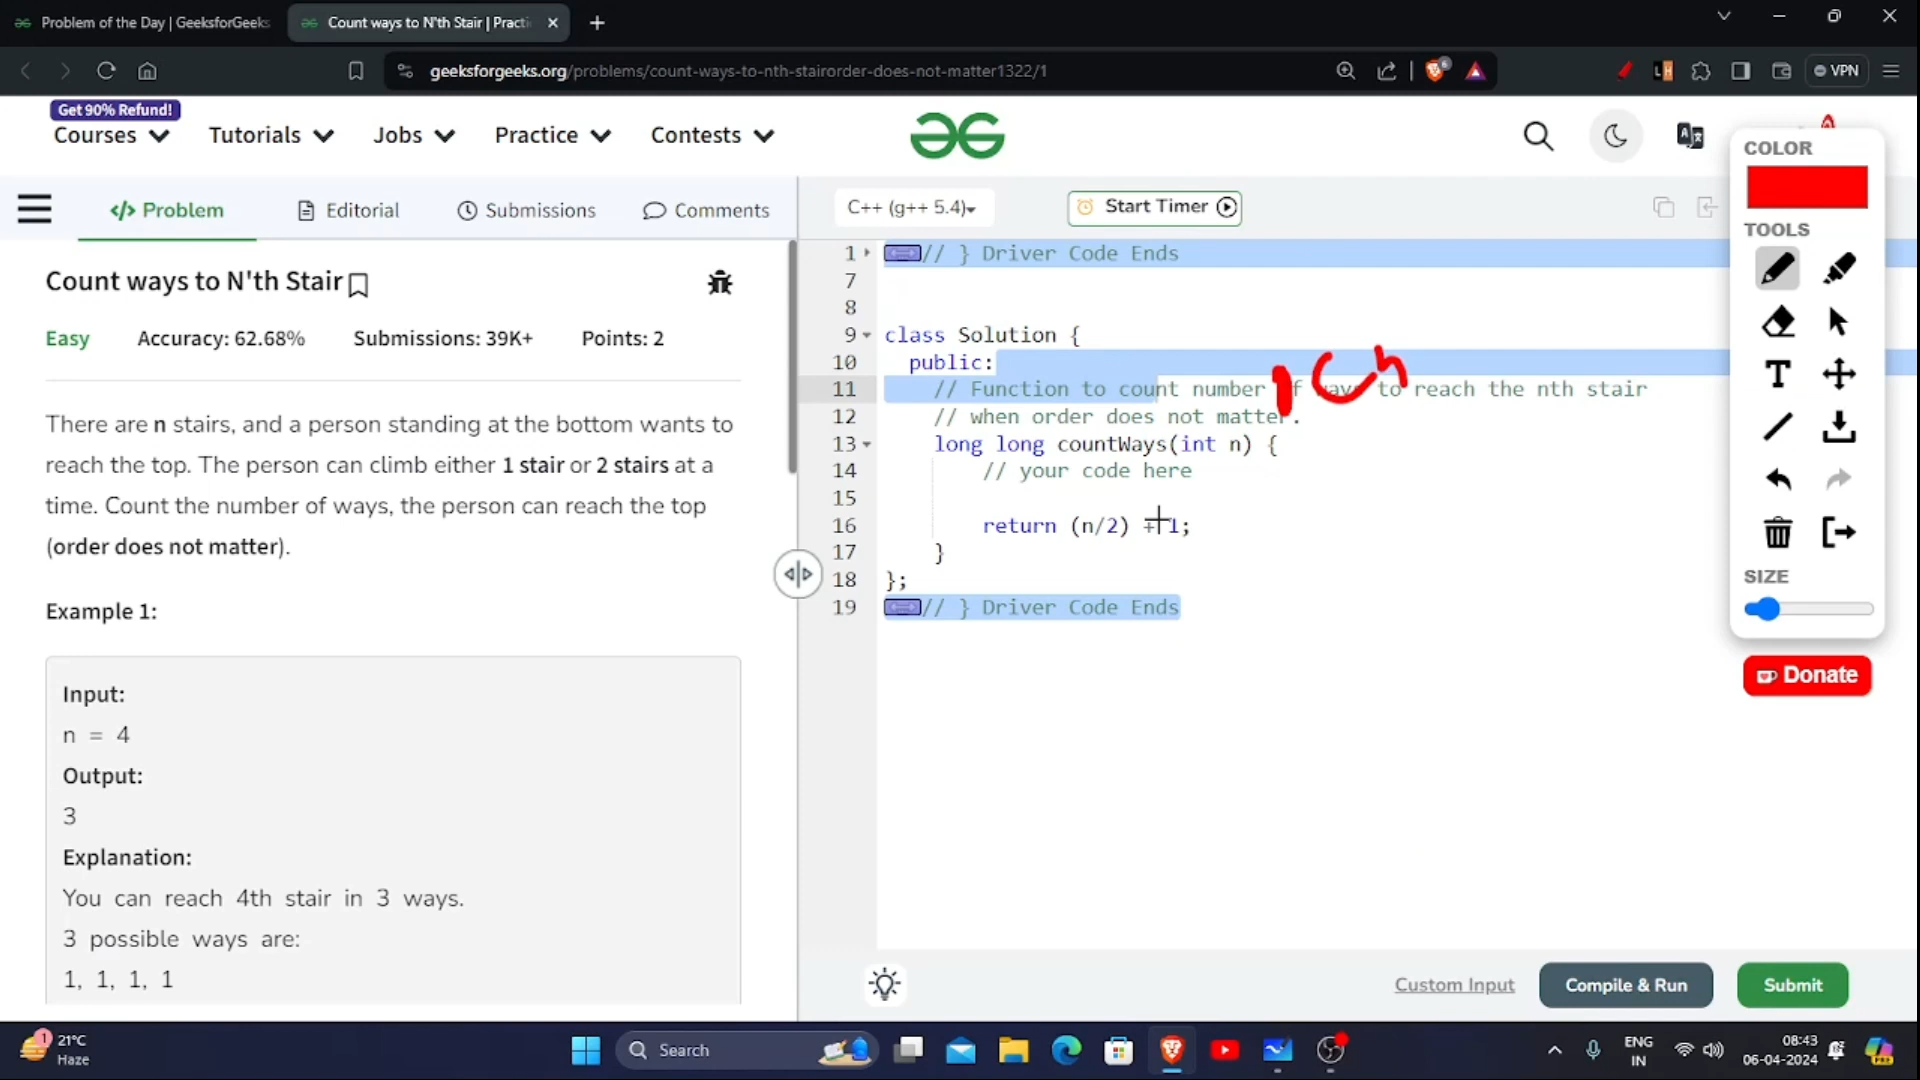 Problem of the Day | GeeksforGeeks
Count ways to N'th Stair | Practi
geeksforgeeks.org/problems/count-ways-to-nth-stairorder-does-not-matter1322/1
VPN
Get 90% Refund!
Courses
Tutorials
Jobs
Practice
Contests
COLOR
TOOLS
SIZE
Donate
</> Problem
Editorial
Submissions
Comments
C++ (g++ 5.4)
Start Timer
Count ways to N'th Stair
Easy
Accuracy: 62.68%
Submissions: 39K+
Points: 2
There are n stairs, and a person standing at the bottom wants to
reach the top. The person can climb either 1 stair or 2 stairs at a
time. Count the number of ways, the person can reach the top
(order does not matter).
Example 1:
Input:
n = 4
Output:
3
Explanation:
You can reach 4th stair in 3 ways.
3 possible ways are:
1, 1, 1, 1
1 // } Driver Code Ends
7
8
9 class Solution {
10 public:
11 // Function to count number of ways to reach the nth stair
12 // when order does not matter.
13 long long countWays(int n) {
14 // your code here
15
16 return (n/2) + 1;
17 }
18 };
19 // } Driver Code Ends
Custom Input
Compile & Run
Submit
1
21°C
Haze
Search
ENG
IN
08:43
06-04-2024